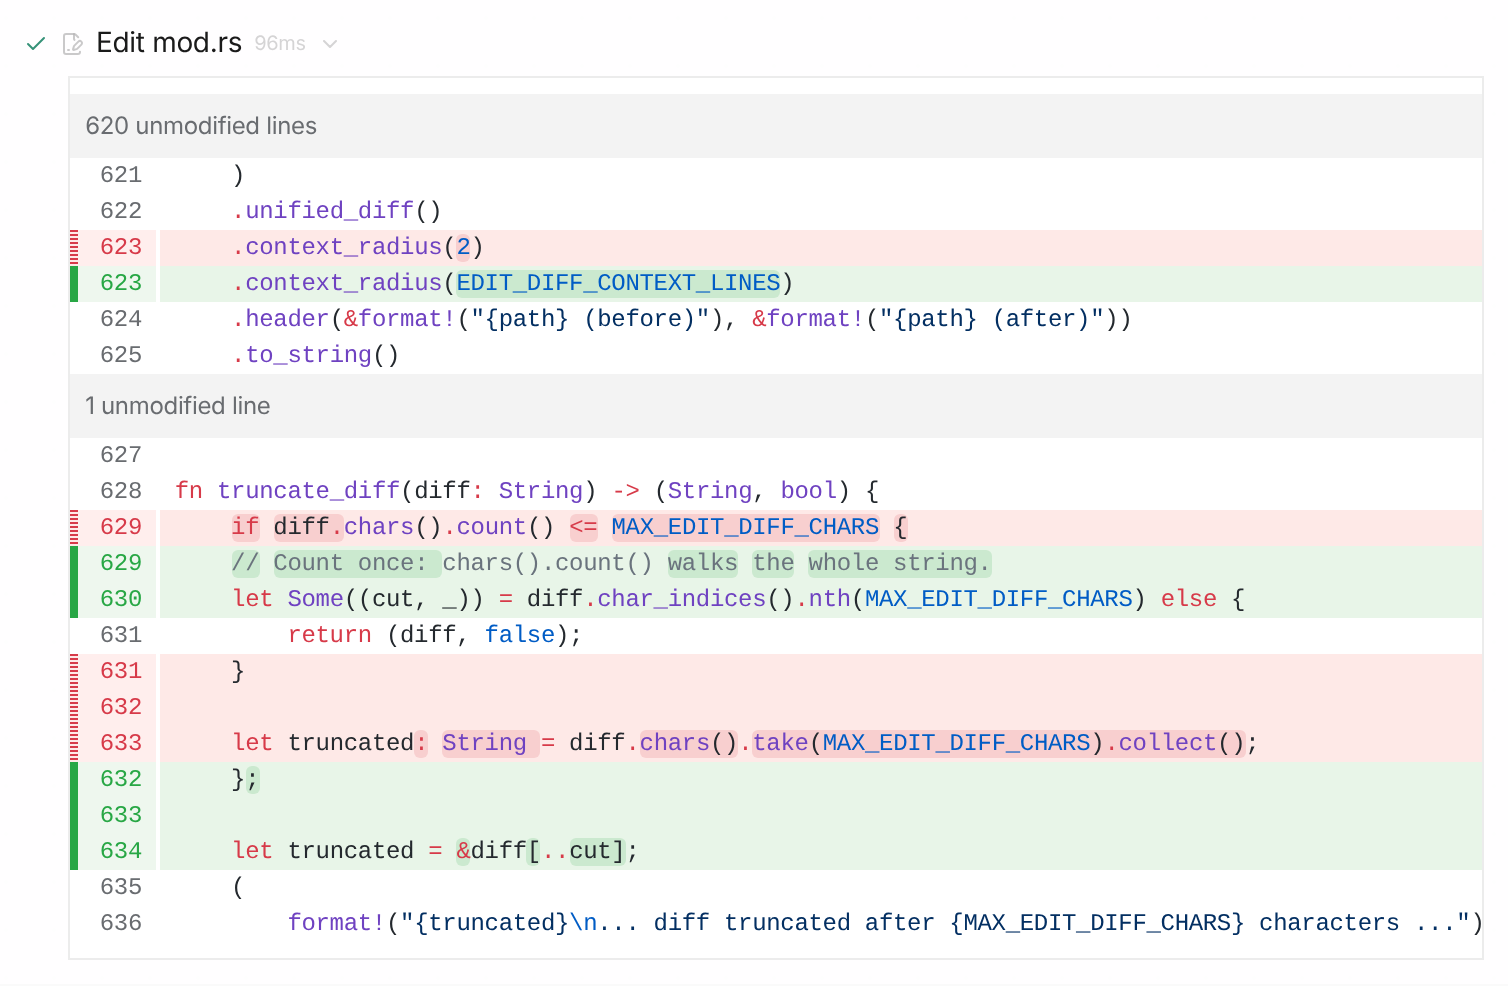 Edit mod.rs 96ms
620 unmodified lines
621 )
622 .unified_diff()
623 .context_radius(2)
623 .context_radius(EDIT_DIFF_CONTEXT_LINES)
624 .header(&format!("{path} (before)"), &format!("{path} (after)"))
625 .to_string()
1 unmodified line
627
628 fn truncate_diff(diff: String) -> (String, bool) {
629 if diff.chars().count() <= MAX_EDIT_DIFF_CHARS {
629 // Count once: chars().count() walks the whole string.
630 let Some((cut, _)) = diff.char_indices().nth(MAX_EDIT_DIFF_CHARS) else {
631 return (diff, false);
631 }
632
633 let truncated: String = diff.chars().take(MAX_EDIT_DIFF_CHARS).collect();
632 };
633
634 let truncated = &diff[..cut];
635 (
636 format!("{truncated}\n... diff truncated after {MAX_EDIT_DIFF_CHARS} characters ...")